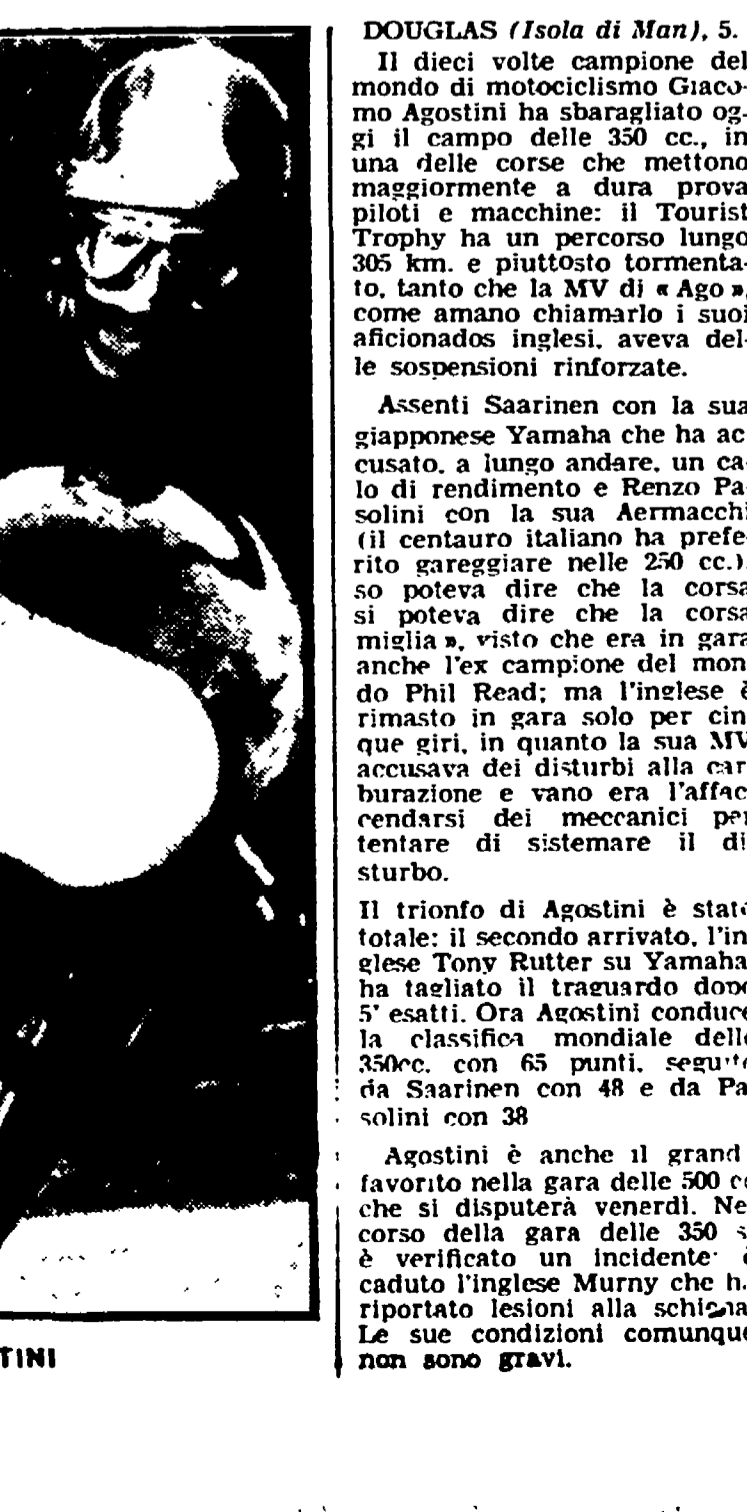 DOUGLAS (Isola di Man), 5.
Il dieci volte campione del
mondo di motociclismo Giaco-
mo Agostini ha sbaragliato og-
gi il campo delle 350 cc., in
una delle corse che mettono
maggiormente a dura prova
piloti e macchine: il Tourist
Trophy ha un percorso lungo
305 km. e piuttosto tormenta-
to, tanto che la MV di « Ago »,
come amano chiamarlo i suoi
aficionados inglesi, aveva del-
le sospensioni rinforzate.
Assenti Saarinen con la sua
giapponese Yamaha che ha ac
cusato, a lungo andare, un ca-
lo di rendimento e Renzo Pa-
solini con la sua Aermacchi
(il centauro italiano ha prefe-
rito gareggiare nelle 250 cc.),
so poteva dire che la corsa
si poteva dire che la corsa
miglia », visto che era in gara
anche l'ex campione del mon
do Phil Read; ma l'inglese è
rimasto in gara solo per cin
que giri, in quanto la sua MV
accusava dei disturbi alla car
burazione e vano era l'affac
cendarsi dei meccanici per
tentare di sistemare il di
sturbo.
Il trionfo di Agostini è stato
totale: il secondo arrivato, l'in
glese Tony Rutter su Yamaha
ha tagliato il traguardo dopo
5' esatti. Ora Agostini conduce
la classifica mondiale delle
350cc. con 65 punti, seguito
da Saarinen con 48 e da Pa
solini con 38
Agostini è anche il grand
favorito nella gara delle 500 cc
che si disputerà venerdì. Ne
corso della gara delle 350 s
è verificato un incidente: è
caduto l'inglese Murny che h
riportato lesioni alla schiena
Le sue condizioni comunque
non sono gravi.
TINI